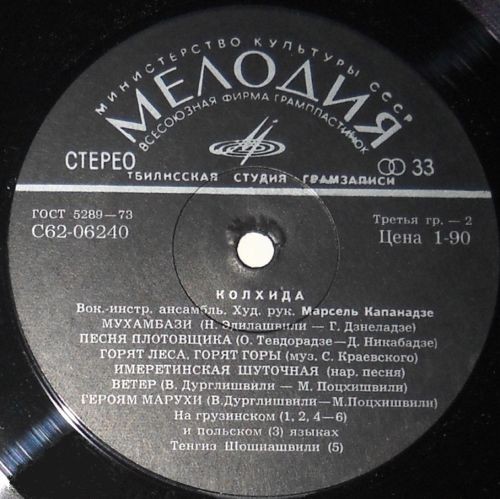 МИНИСТЕРСТВО КУЛЬТУРЫ СССР
МЕЛОДИЯ
ВСЕСОЮЗНАЯ ФИРМА ГРАМПЛАСТИНОК
СТЕРЕО
33
ТБИЛИССКАЯ СТУДИЯ ГРАМЗАПИСИ
ГОСТ 5289—73
Третья гр. — 2
С62-06240
Цена 1-90
КОЛХИДА
Вок.-инстр. ансамбль. Худ. рук. Марсель Капанадзе
МУХАМБАЗИ (Н. Эдилашвили — Г. Дзнеладзе)
ПЕСНЯ ПЛОТОВЩИКА (О. Тевдорадзе—Д. Никабадзе)
ГОРЯТ ЛЕСА, ГОРЯТ ГОРЫ (муз. С. Краевского)
ИМЕРЕТИНСКАЯ ШУТОЧНАЯ (нар. песня)
ВЕТЕР (В. Дурглишвили — М. Поцхишвили)
ГЕРОЯМ МАРУХИ (В.Дурглишвили—М.Поцхишвили)
На грузинском (1, 2, 4—6)
и польском (3) языках
Тенгиз Шошиашвили (5)